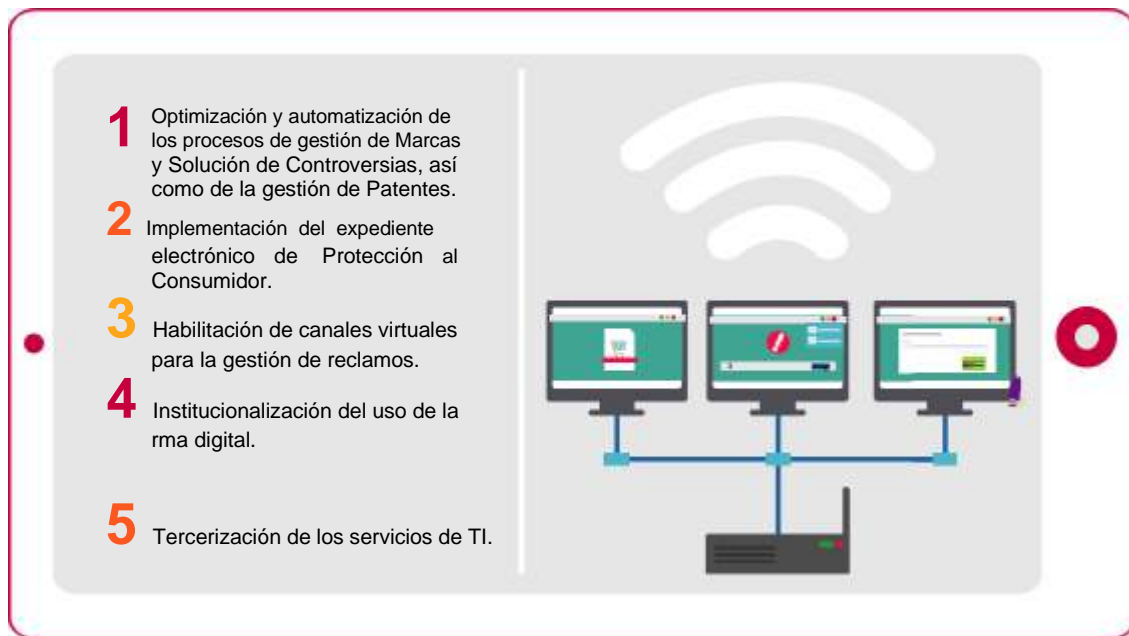 1 Optimización y automatización de
los procesos de gestión de Marcas
y Solución de Controversias, así
como de la gestión de Patentes.
2 Implementación del expediente
electrónico de Protección al
Consumidor.
3 Habilitación de canales virtuales
para la gestión de reclamos.
4 Institucionalización del uso de la
rma digital.
5 Tercerización de los servicios de TI.